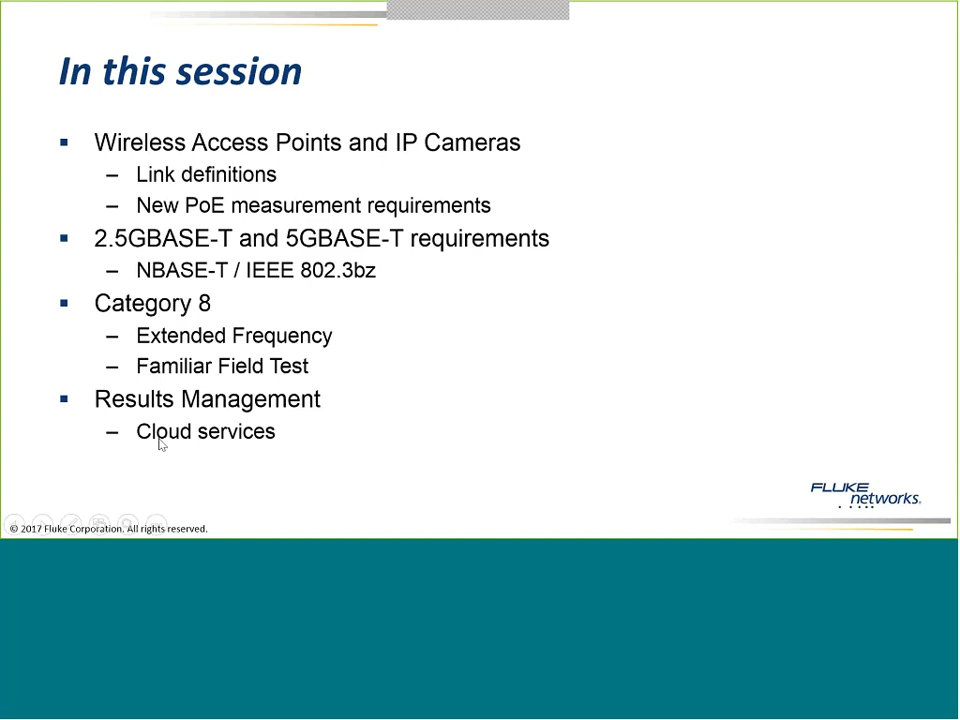 In this session
▪ Wireless Access Points and IP Cameras
– Link definitions
– New PoE measurement requirements
▪ 2.5GBASE-T and 5GBASE-T requirements
– NBASE-T / IEEE 802.3bz
▪ Category 8
– Extended Frequency
– Familiar Field Test
▪ Results Management
– Cloud services
FLUKE
networks.
© 2017 Fluke Corporation. All rights reserved.